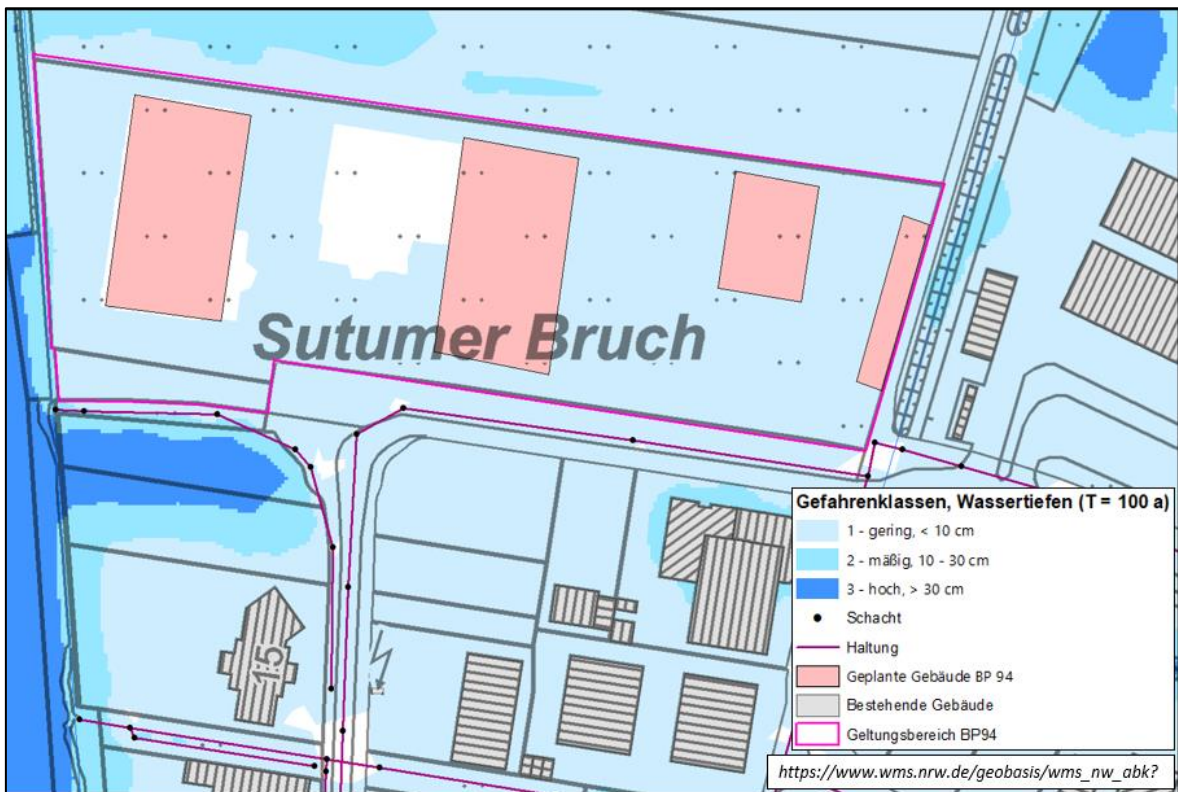 Sutumer Bruch
15
Gefahrenklassen, Wassertiefen (T = 100 a)
1 - gering, < 10 cm
2 - mäßig, 10 - 30 cm
3 - hoch, > 30 cm
Schacht
Haltung
Geplante Gebäude BP 94
Bestehende Gebäude
Geltungsbereich BP94
https://www.wms.nrw.de/geobasis/wms_nw_abk?